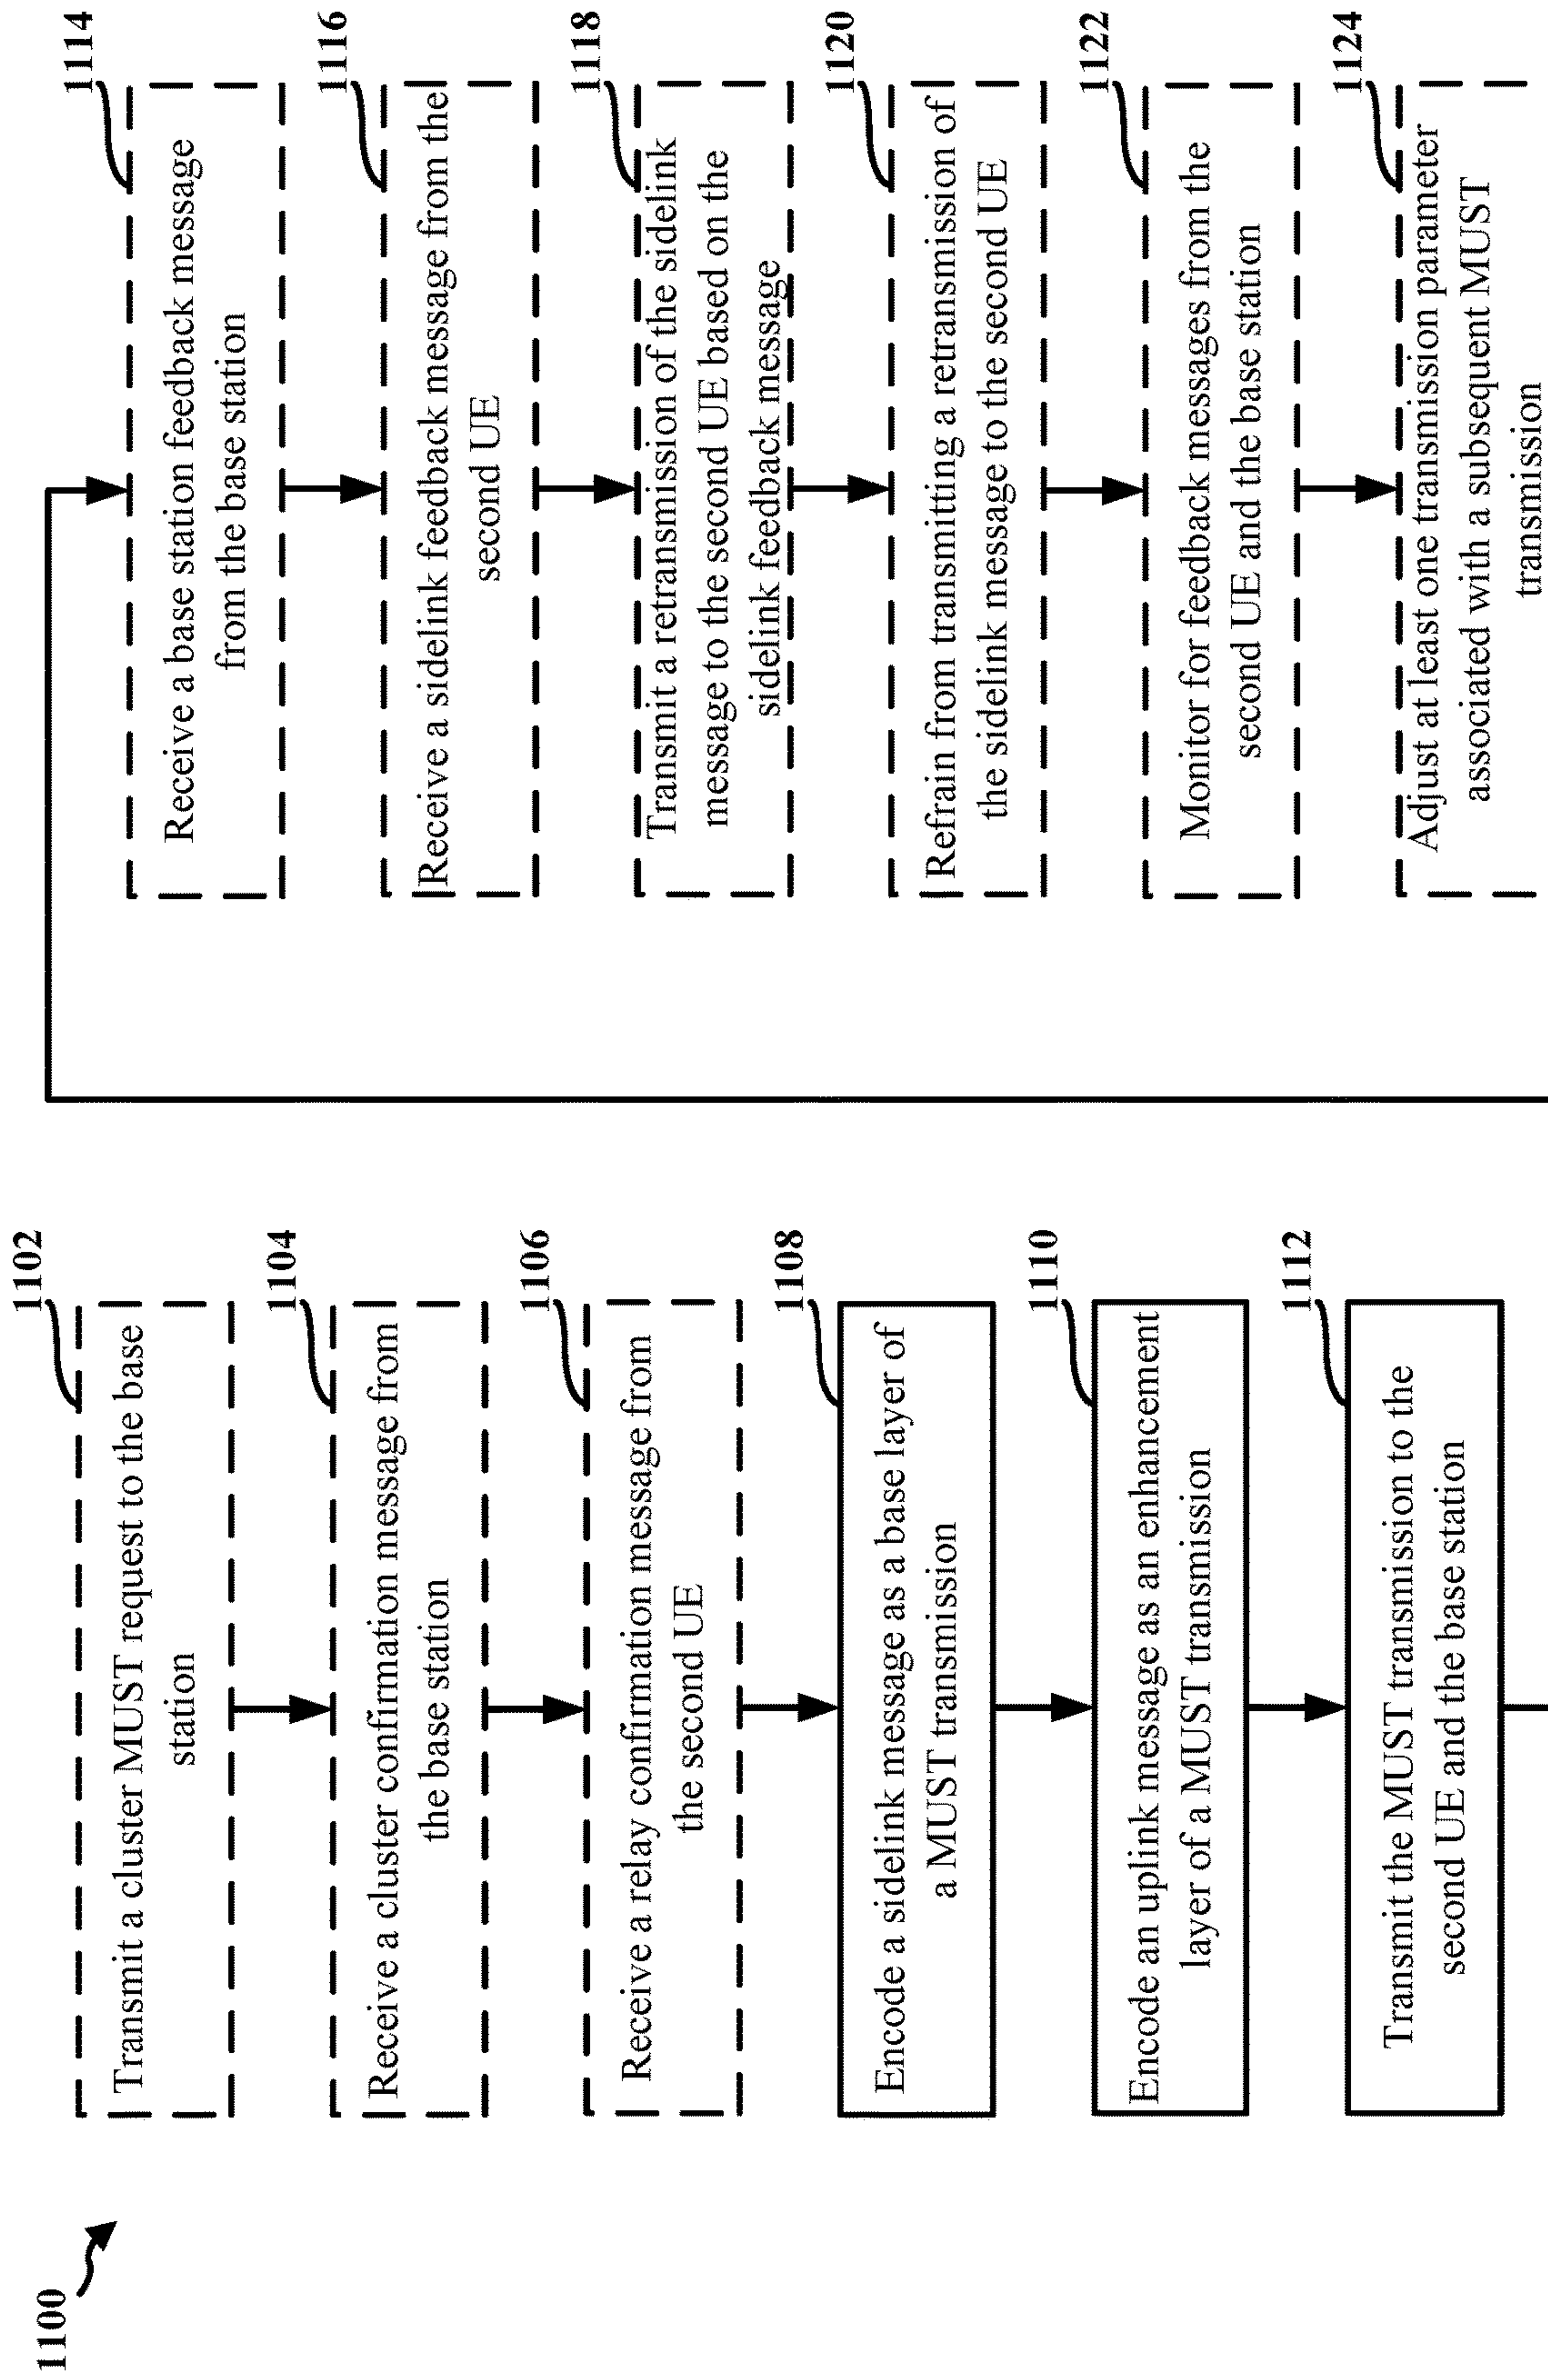 1100
1102
Transmit a cluster MUST request to the base
station
1104
Receive a cluster confirmation message from
the base station
1106
Receive a relay confirmation message from
the second UE
1108
Encode a sidelink message as a base layer of
a MUST transmission
1110
Encode an uplink message as an enhancement
layer of a MUST transmission
1112
Transmit the MUST transmission to the
second UE and the base station
1114
Receive a base station feedback message
from the base station
1116
Receive a sidelink feedback message from the
second UE
1118
Transmit a retransmission of the sidelink
message to the second UE based on the
sidelink feedback message
1120
Refrain from transmitting a retransmission of
the sidelink message to the second UE
1122
Monitor for feedback messages from the
second UE and the base station
1124
Adjust at least one transmission parameter
associated with a subsequent MUST
transmission